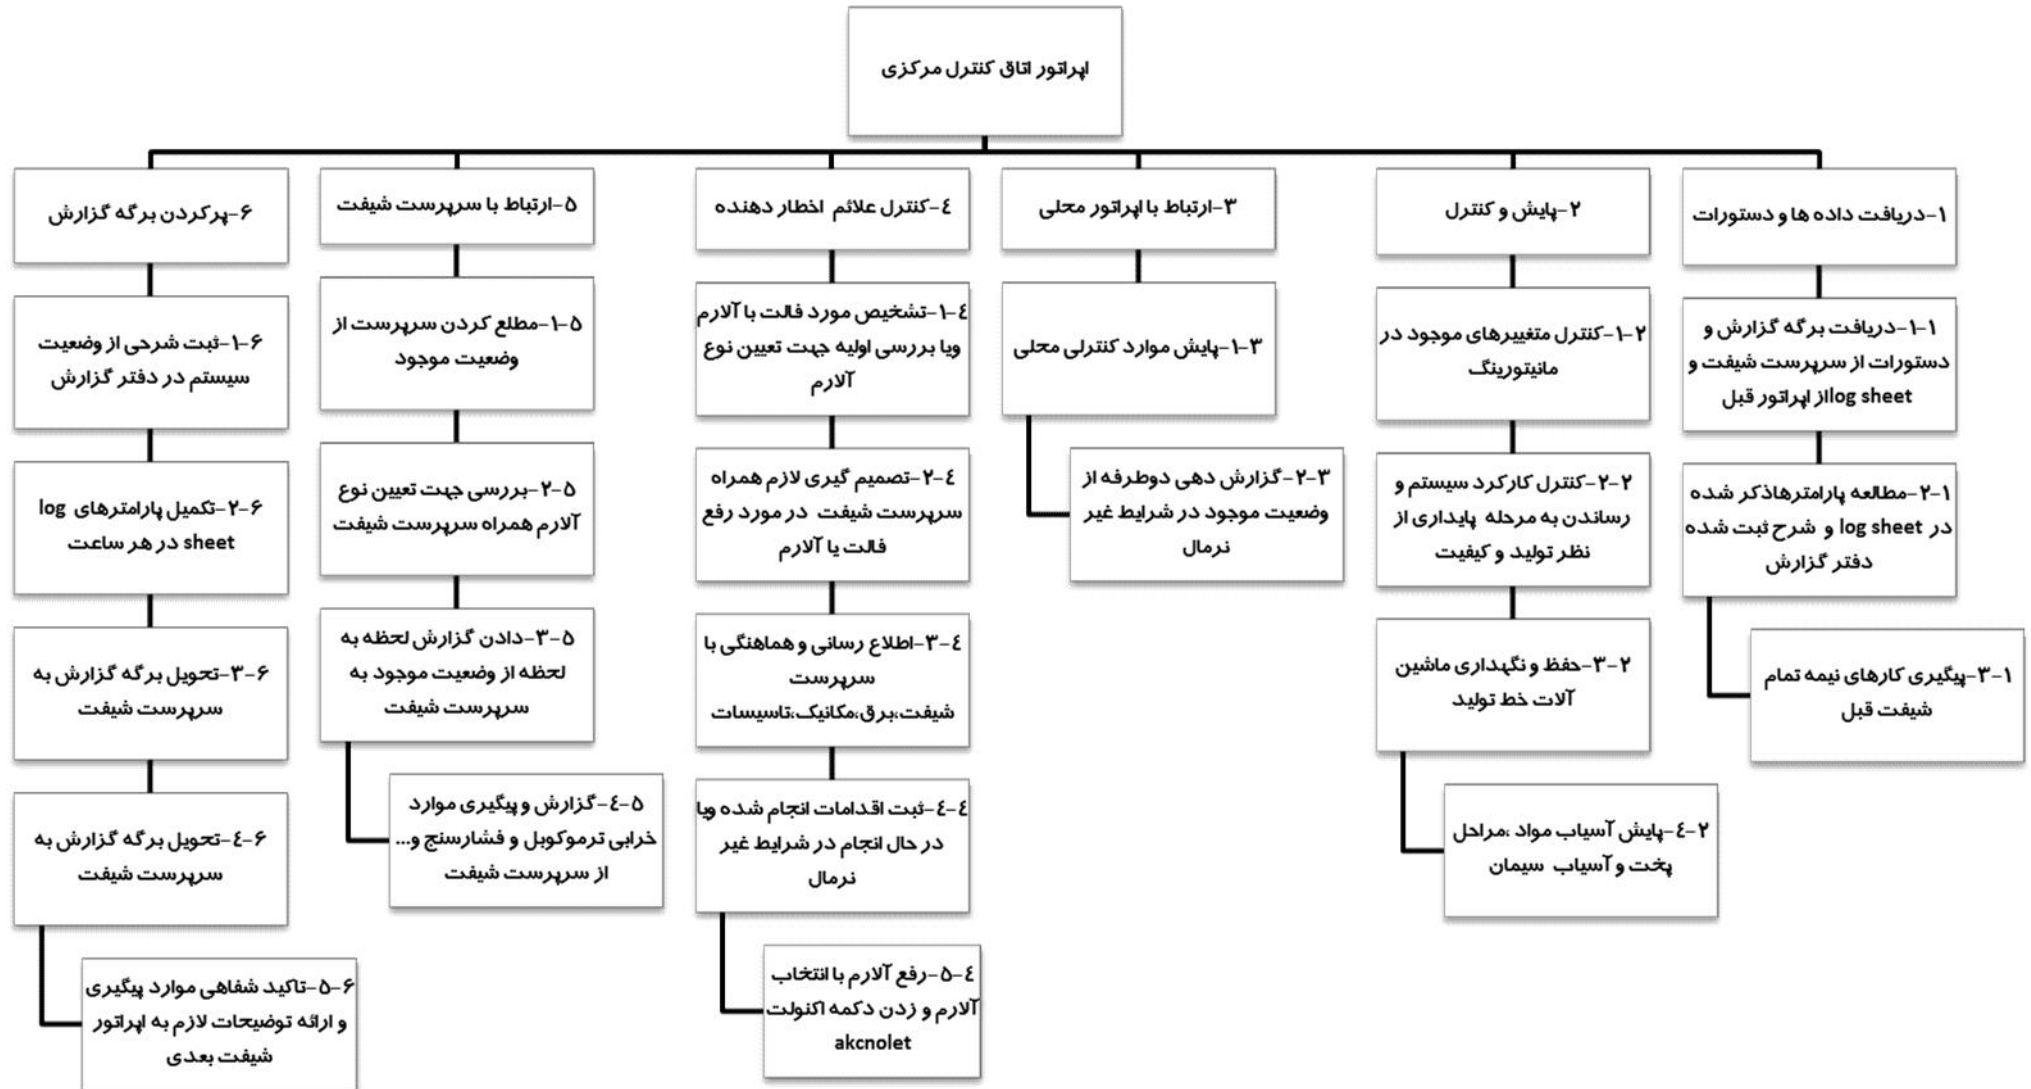 اپراتور اتاق کنترل مرکزی
۱-دریافت داده ها و دستورات
۱-۱-دریافت برگه گزارش و
دستورات از سرپرست شیفت و
log sheetاز اپراتور قبل
۲-۱-مطالعه پارامترهاذکر شده
در log sheet و شرح ثبت شده
دفتر گزارش
۳-۱-پیگیری کارهای نیمه تمام
شیفت قبل
۲-پایش و کنترل
۱-۲-کنترل متغییرهای موجود در
مانیتورینگ
۲-۲-کنترل کارکرد سیستم و
رساندن به مرحله پایداری از
نظر تولید و کیفیت
۳-۲-حفظ و نگهداری ماشین
آلات خط تولید
۴-۲-پایش آسیاب مواد ،مراحل
پخت و آسیاب سیمان
۳-ارتباط با اپراتور محلی
۱-۳-پایش موارد کنترلی محلی
۲-۳-گزارش دهی دوطرفه از
وضعیت موجود در شرایط غیر
نرمال
۴-کنترل علائم اخطار دهنده
۱-۴-تشخیص مورد فالت با آلارم
ویا بررسی اولیه جهت تعیین نوع
آلارم
۲-۴-تصمیم گیری لازم همراه
سرپرست شیفت در مورد رفع
فالت یا آلارم
۳-۴-اطلاع رسانی و هماهنگی با
سرپرست
شیفت،برق،مکانیک،تاسیسات
۴-۴-ثبت اقدامات انجام شده ویا
در حال انجام در شرایط غیر
نرمال
۵-۴-رفع آلارم با انتخاب
آلارم و زدن دکمه اکنولت
akcnolet
۵-ارتباط با سرپرست شیفت
۱-۵-مطلع کردن سرپرست از
وضعیت موجود
۲-۵-بررسی جهت تعیین نوع
آلارم همراه سرپرست شیفت
۳-۵-دادن گزارش لحظه به
لحظه از وضعیت موجود به
سرپرست شیفت
۴-۵-گزارش و پیگیری موارد
خرابی ترموکوبل و فشارسنج و...
از سرپرست شیفت
۶-پرکردن برگه گزارش
۱-۶-ثبت شرحی از وضعیت
سیستم در دفتر گزارش
۲-۶-تکمیل پارامترهای log
sheet در هر ساعت
۳-۶-تحویل برگه گزارش به
سرپرست شیفت
۴-۶-تحویل برگه گزارش به
سرپرست شیفت
۵-۶-تاکید شفاهی موارد پیگیری
و ارائه توضیحات لازم به اپراتور
شیفت بعدی